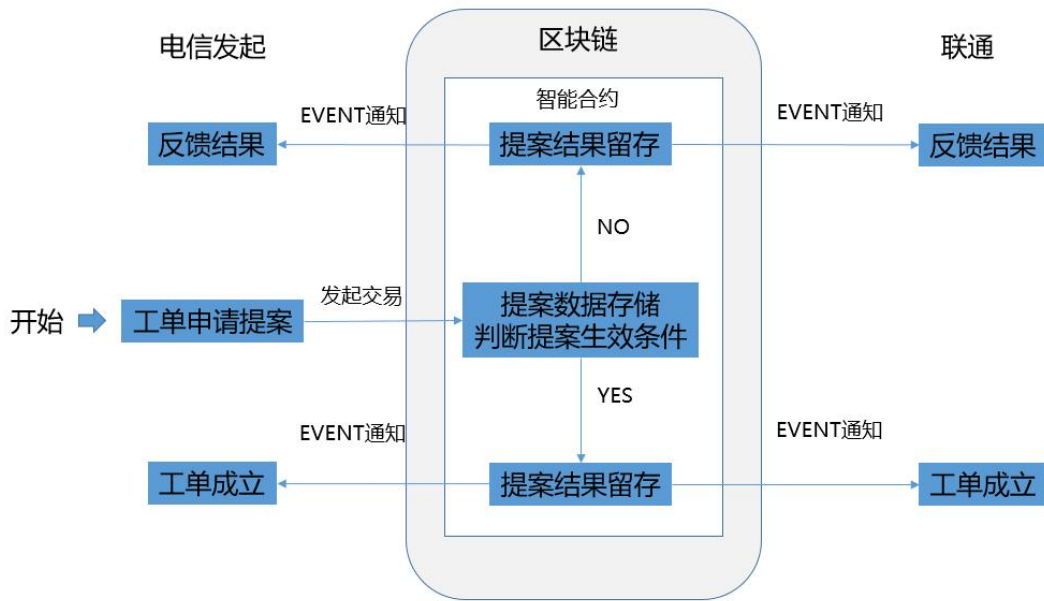 电信发起
区块链
联通
智能合约
EVENT通知
EVENT通知
反馈结果
提案结果留存
反馈结果
NO
发起交易
开始
工单申请提案
提案数据存储
判断提案生效条件
YES
EVENT通知
EVENT通知
工单成立
提案结果留存
工单成立